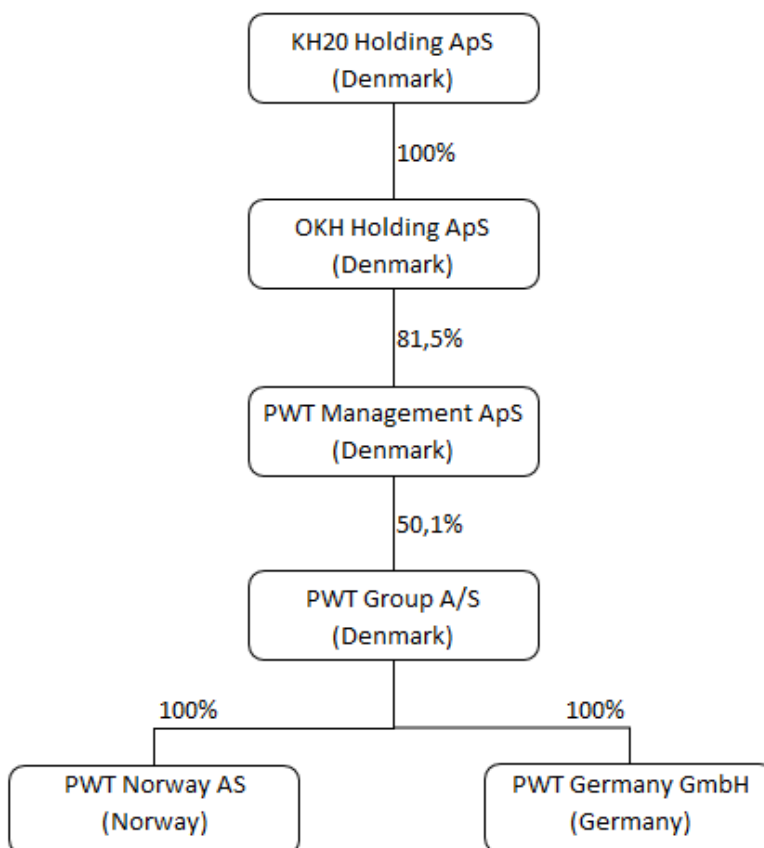 KH20 Holding ApS
(Denmark)
100%
OKH Holding ApS
(Denmark)
81,5%
PWT Management ApS
(Denmark)
50,1%
PWT Group A/S
(Denmark)
100%
100%
PWT Norway AS
(Norway)
PWT Germany GmbH
(Germany)